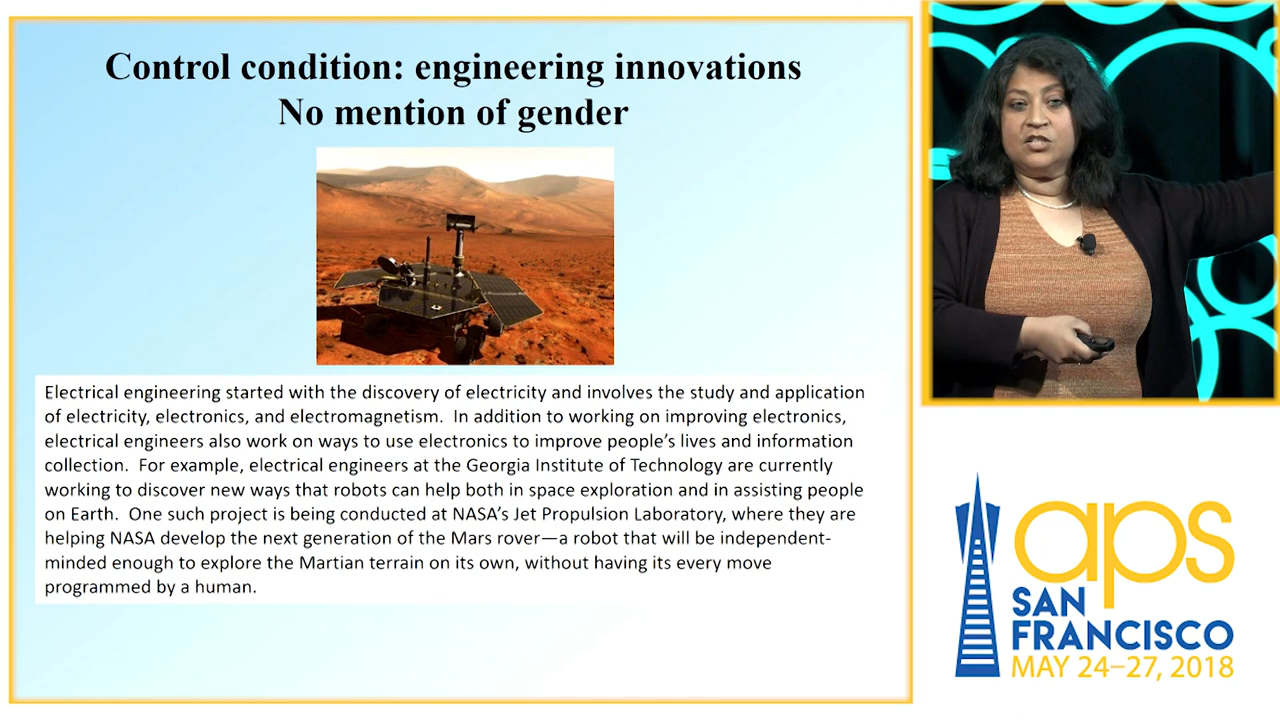 Control condition: engineering innovations
No mention of gender
Electrical engineering started with the discovery of electricity and involves the study and application
of electricity, electronics, and electromagnetism.  In addition to working on improving electronics,
electrical engineers also work on ways to use electronics to improve people's lives and information
collection.  For example, electrical engineers at the Georgia Institute of Technology are currently
working to discover new ways that robots can help both in space exploration and in assisting people
on Earth.  One such project is being conducted at NASA's Jet Propulsion Laboratory, where they are
helping NASA develop the next generation of the Mars rover—a robot that will be independent-
minded enough to explore the Martian terrain on its own, without having its every move
programmed by a human.
aps
SAN
FRANCISCO
MAY 24–27, 2018